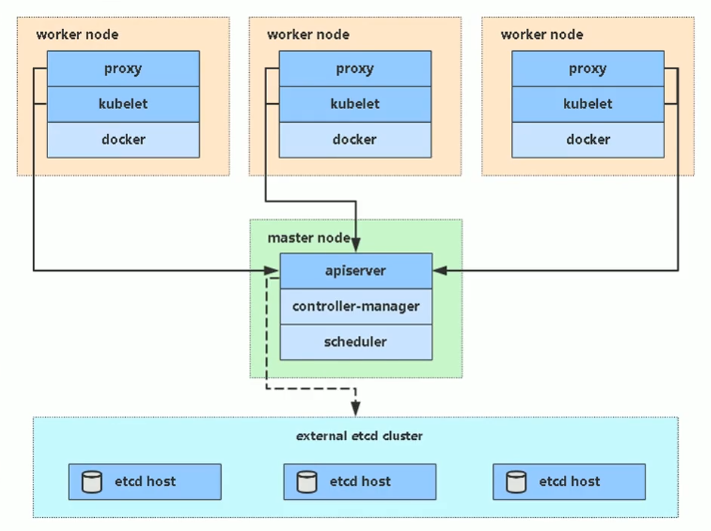 worker node
proxy
kubelet
docker
worker node
proxy
kubelet
docker
worker node
proxy
kubelet
docker
master node
apiserver
controller-manager
scheduler
external etcd cluster
etcd host
etcd host
etcd host